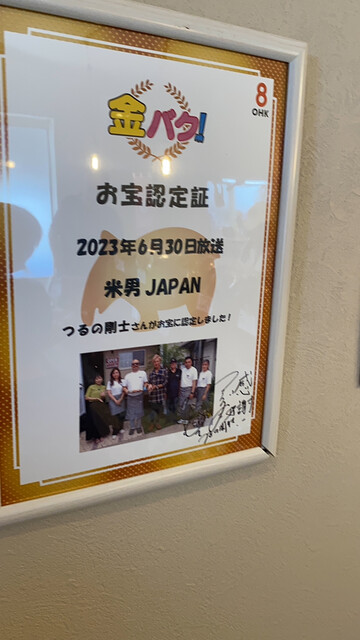 8
OHK
金バク!
お宝認定証
2023年6月30日放送
米男 JAPAN
つるの剛士さんがお宝に認定しました!
感謝